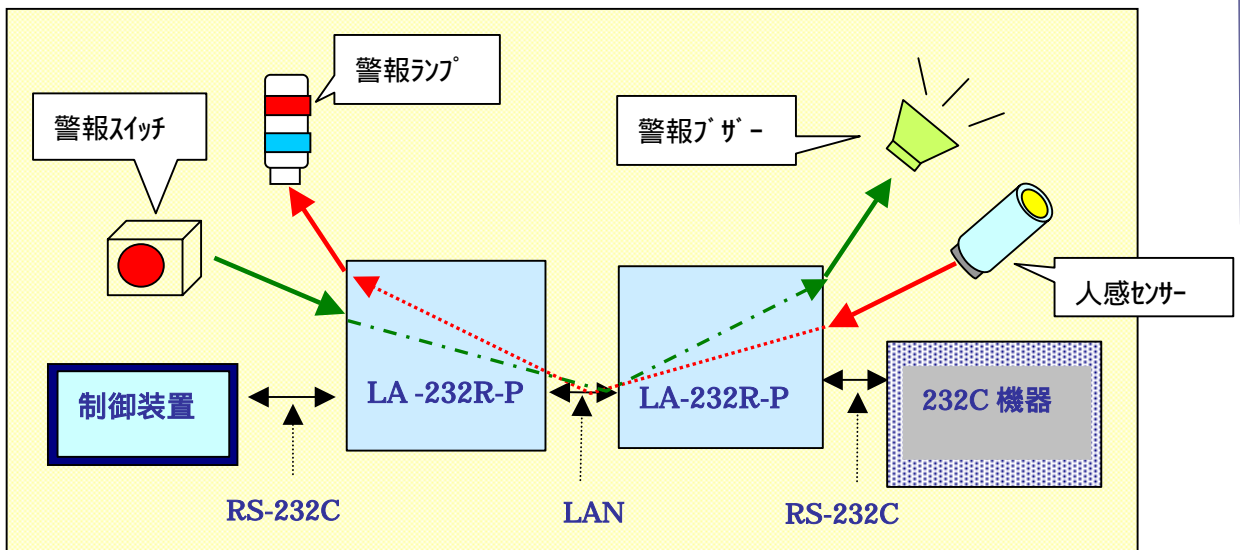 警報ランプ
警報スイッチ
警報ブザー
人感センサー
制御装置
LA -232R-P
LA-232R-P
232C 機器
RS-232C
LAN
RS-232C